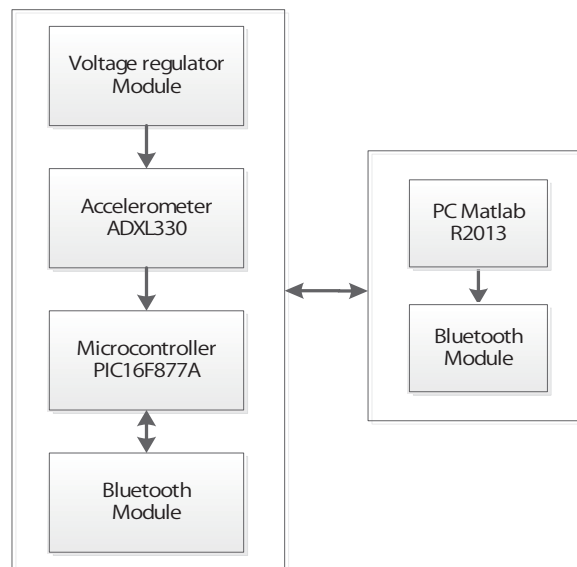 Voltage regulator
Module
Accelerometer
ADXL330
Microcontroller
PIC16F877A
Bluetooth
Module
PC Matlab
R2013
Bluetooth
Module